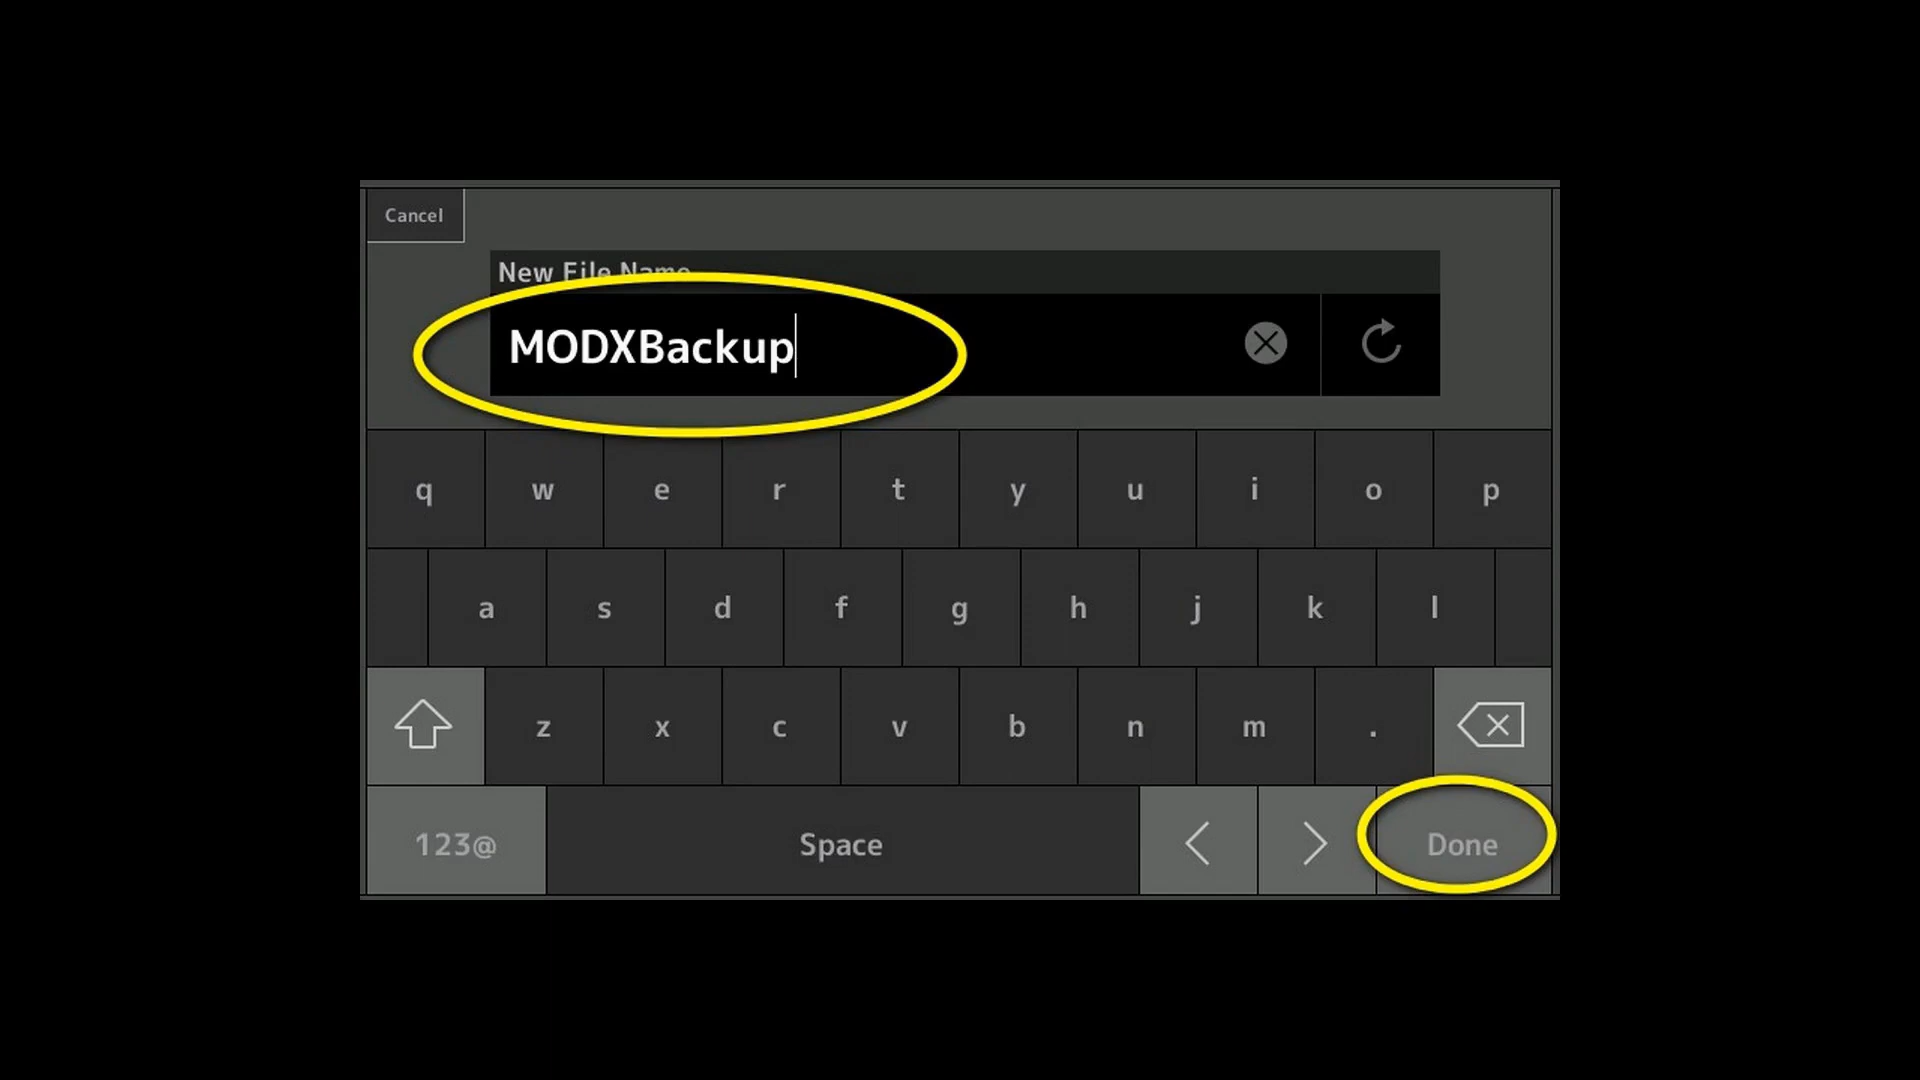 Cancel
New File Name
MODXBackup
q w e r t y u i o p
a s d f g h j k l
z x c v b n m .
123@ Space Done